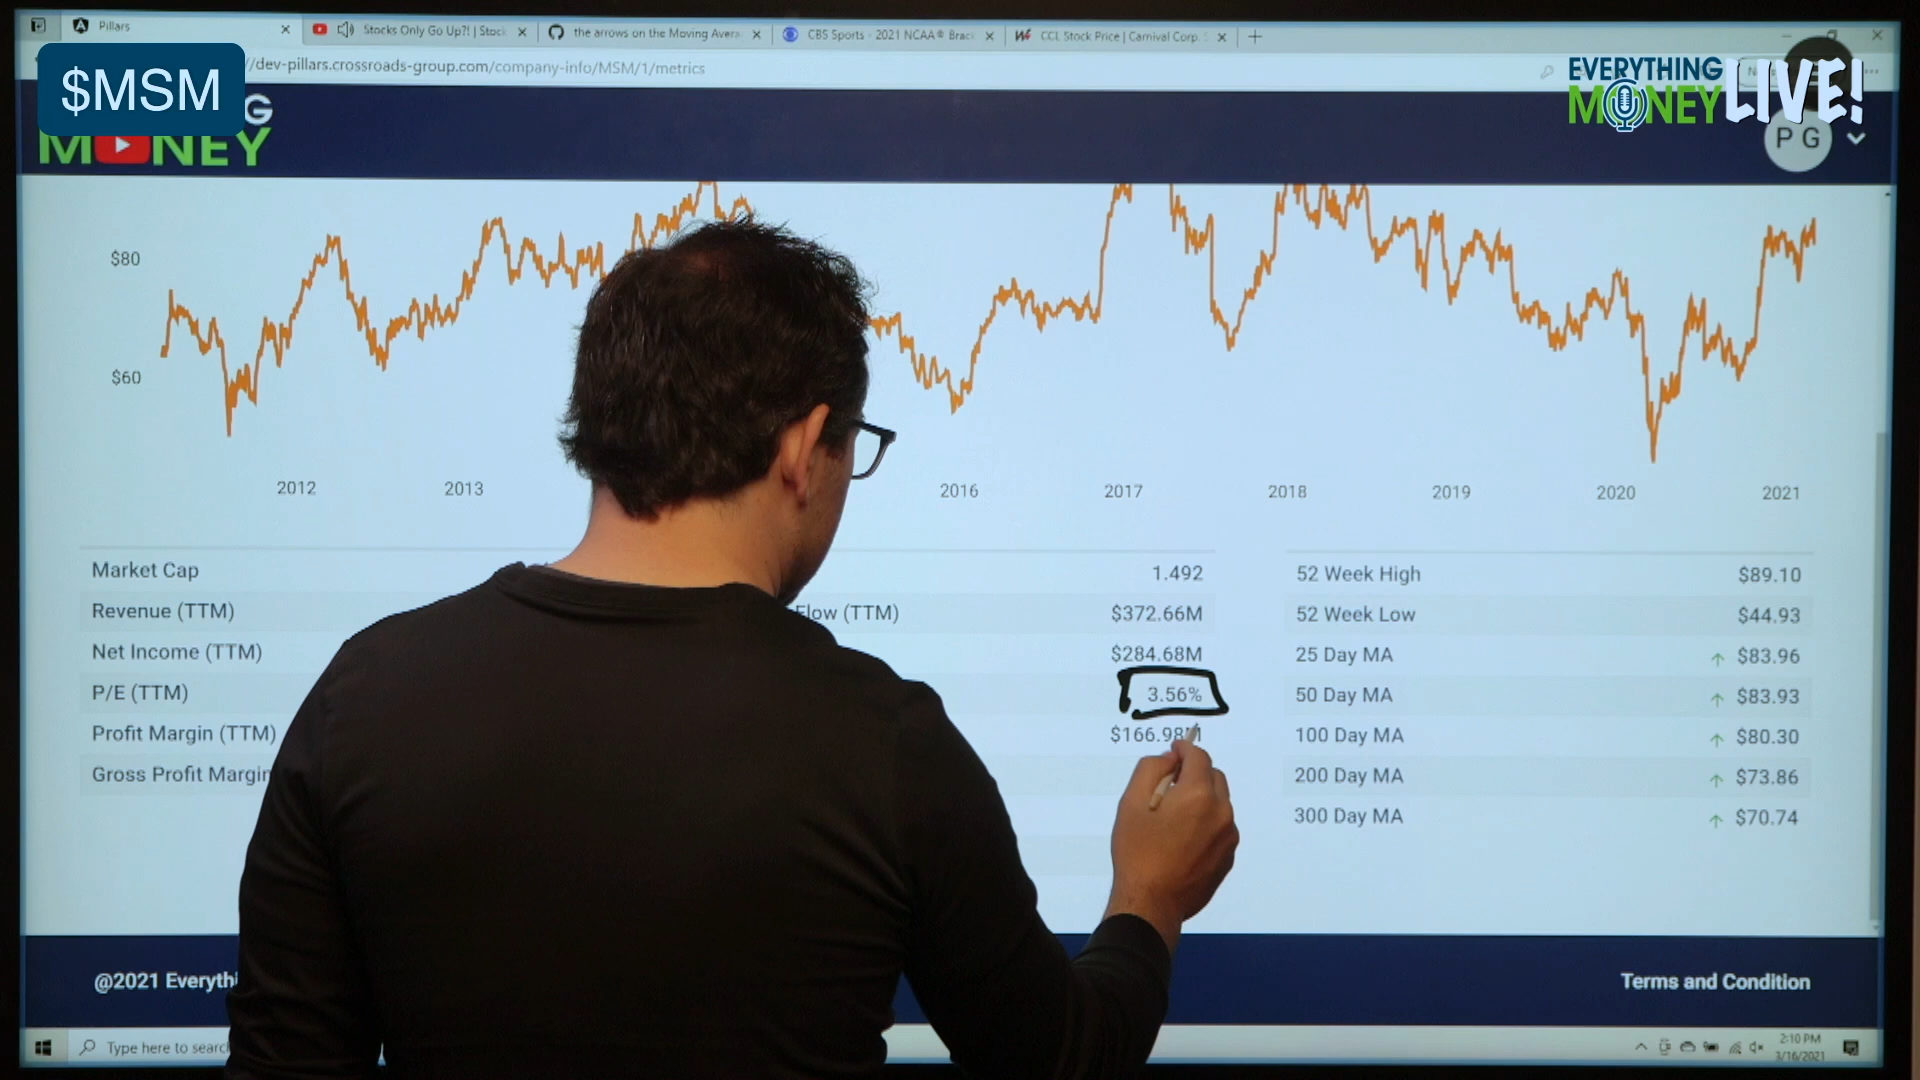 Pillars
Stocks Only Go Up?! | Stock
the arrows on the Moving Avera
CBS Sports - 2021 NCAA® Brack
CCL Stock Price | Carnival Corp.
$MSM
/dev-pillars.crossroads-group.com/company-info/MSM/1/metrics
EVERYTHING
MONEY
LIVE!
G
MONEY
P G
$80
$60
2012
2013
2016
2017
2018
2019
2020
2021
Market Cap
1.492
52 Week High
$89.10
Revenue (TTM)
Flow (TTM)
$372.66M
52 Week Low
$44.93
Net Income (TTM)
$284.68M
25 Day MA
$83.96
P/E (TTM)
3.56%
50 Day MA
$83.93
Profit Margin (TTM)
$166.98M
100 Day MA
$80.30
Gross Profit Margin
200 Day MA
$73.86
300 Day MA
$70.74
@2021 Everythi
Terms and Condition
Type here to search
2:10 PM
3/16/2021